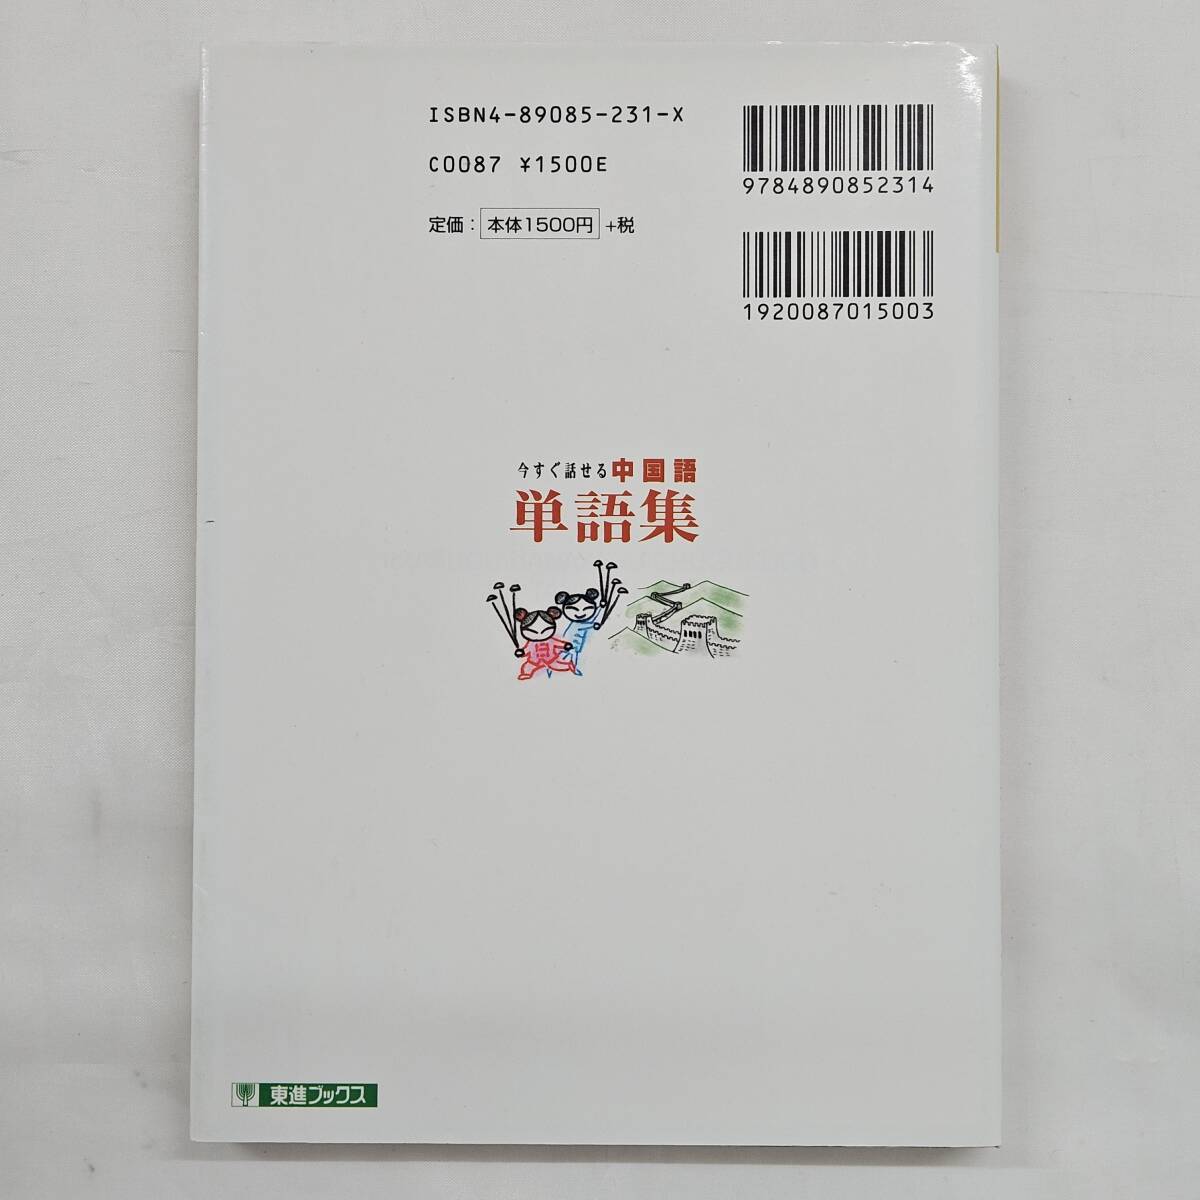 ISBN4-89085-231-X
C0087 ¥1500E
定価：本体1500円+税
9784890852314
1920087015003
今すぐ話せる中国語
単語集
東進ブックス